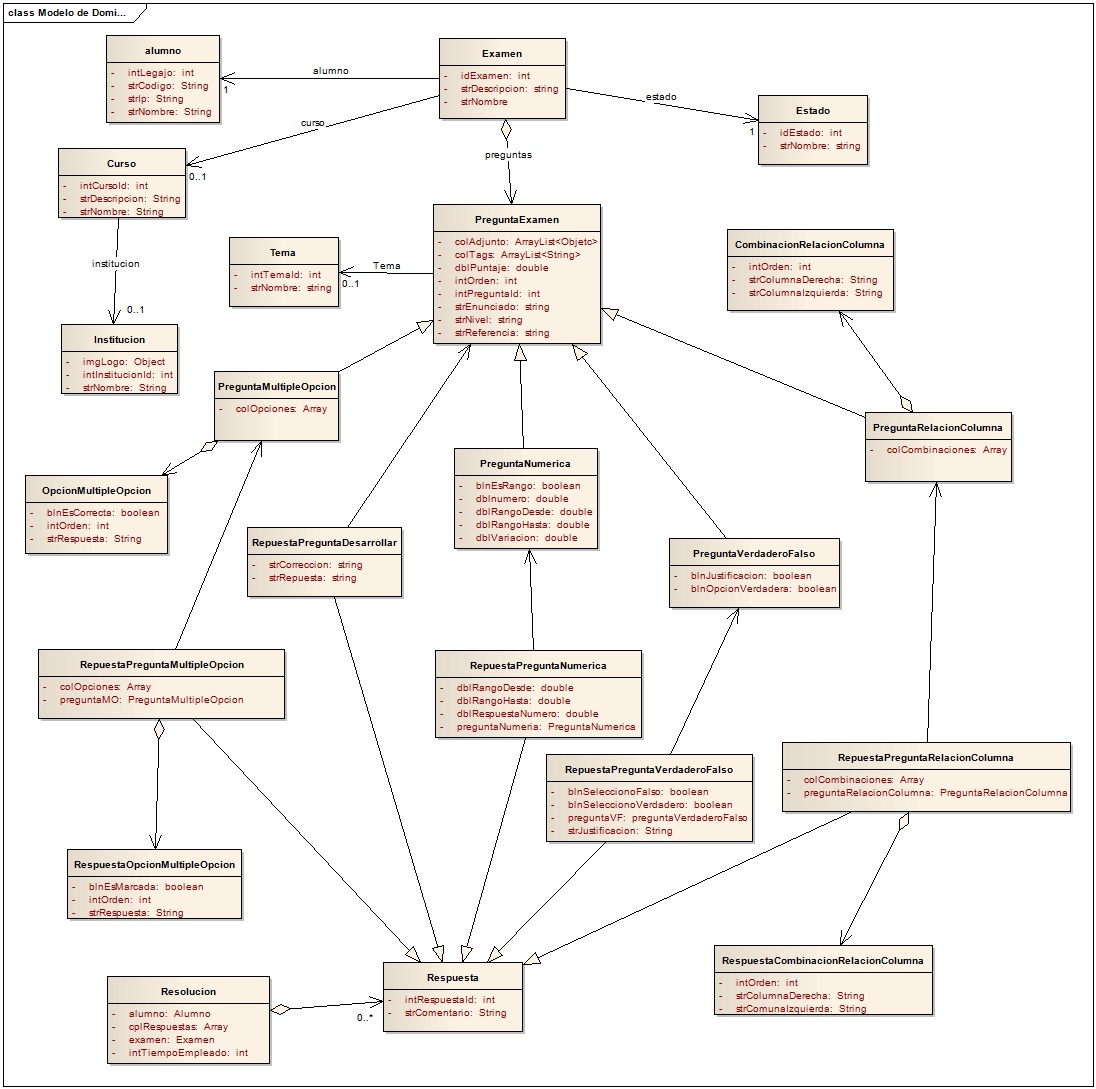 class Modelo de Domi...
alumno
- intLegajo: int
- strCodigo: String
- strIp: String
- strNombre: String
alumno
1
Examen
- idExamen: int
- strDescripcion: string
- strNombre
estado
1
Estado
- idEstado: int
- strNombre: string
curso
0..1
Curso
- intCursoId: int
- strDescripcion: String
- strNombre: String
preguntas
institucion
0..1
Institucion
- imgLogo: Object
- intInstitucionId: int
- strNombre: String
Tema
- intTemaId: int
- strNombre: string
Tema
0..1
PreguntaExamen
- colAdjunto: ArrayList<Objetc>
- colTags: ArrayList<String>
- dblPuntaje: double
- intOrden: int
- intPreguntaId: int
- strEnunciado: string
- strNivel: string
- strReferencia: string
CombinacionRelacionColumna
- intOrden: int
- strColumnaDerecha: String
- strColumnaIzquierda: String
PreguntaMultipleOpcion
- colOpciones: Array
PreguntaRelacionColumna
- colCombinaciones: Array
OpcionMultipleOpcion
- blnEsCorrecta: boolean
- intOrden: int
- strRespuesta: String
RepuestaPreguntaDesarrollar
- strCorreccion: string
- strRepuesta: string
PreguntaNumerica
- blnEsRango: boolean
- dblnumero: double
- dblRangoDesde: double
- dblRangoHasta: double
- dblVariacion: double
PreguntaVerdaderoFalso
- blnJustificacion: boolean
- blnOpcionVerdadera: boolean
RepuestaPreguntaMultipleOpcion
- colOpciones: Array
- preguntaMO: PreguntaMultipleOpcion
RepuestaPreguntaNumerica
- dblRangoDesde: double
- dblRangoHasta: double
- dblRespuestaNumero: double
- preguntaNumeria: PreguntaNumerica
RepuestaPreguntaVerdaderoFalso
- blnSeleccionoFalso: boolean
- blnSeleccionoVerdadero: boolean
- preguntaVF: preguntaVerdaderoFalso
- strJustificacion: String
RepuestaPreguntaRelacionColumna
- colCombinaciones: Array
- preguntaRelacionColumna: PreguntaRelacionColumna
RespuestaOpcionMultipleOpcion
- blnEsMarcada: boolean
- intOrden: int
- strRespuesta: String
RespuestaCombinacionRelacionColumna
- intOrden: int
- strColumnaDerecha: String
- strComunaIzquierda: String
Resolucion
- alumno: Alumno
- cplRespuestas: Array
- examen: Examen
- intTiempoEmpleado: int
0..*
Respuesta
- intRespuestaId: int
- strComentario: String